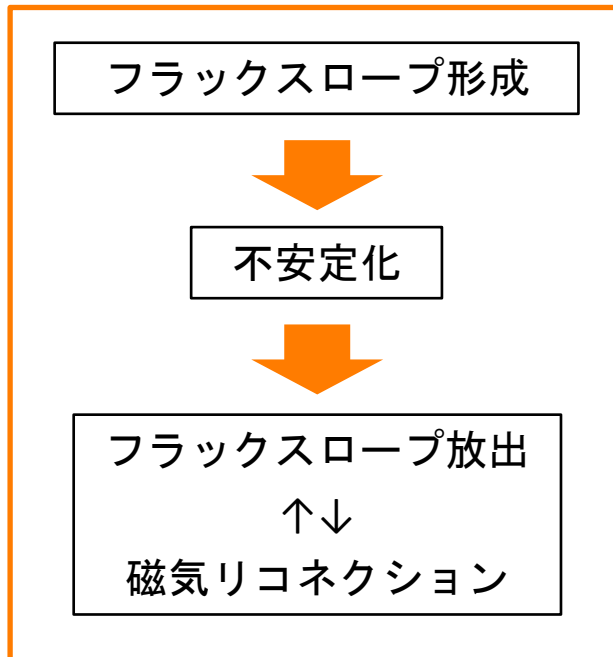 フラックスロープ形成
不安定化
フラックスロープ放出
↑↓
磁気リコネクション